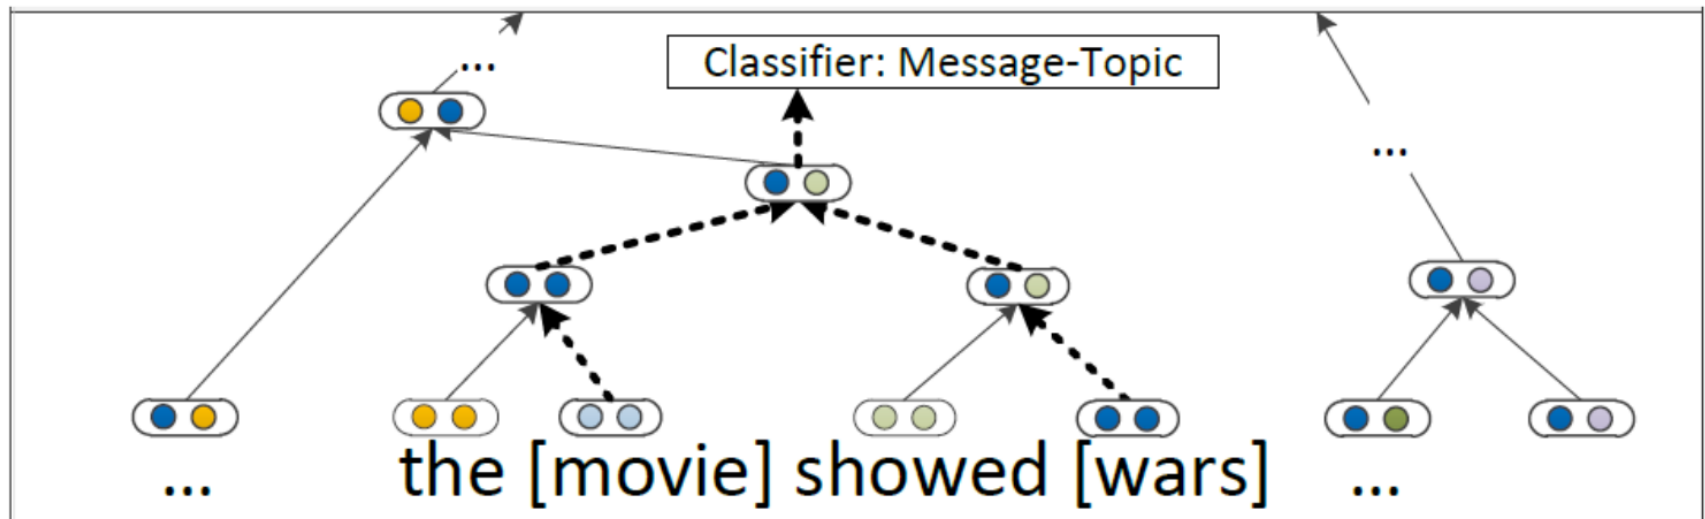 ...
Classifier: Message-Topic
...
... the [movie] showed [wars] ...